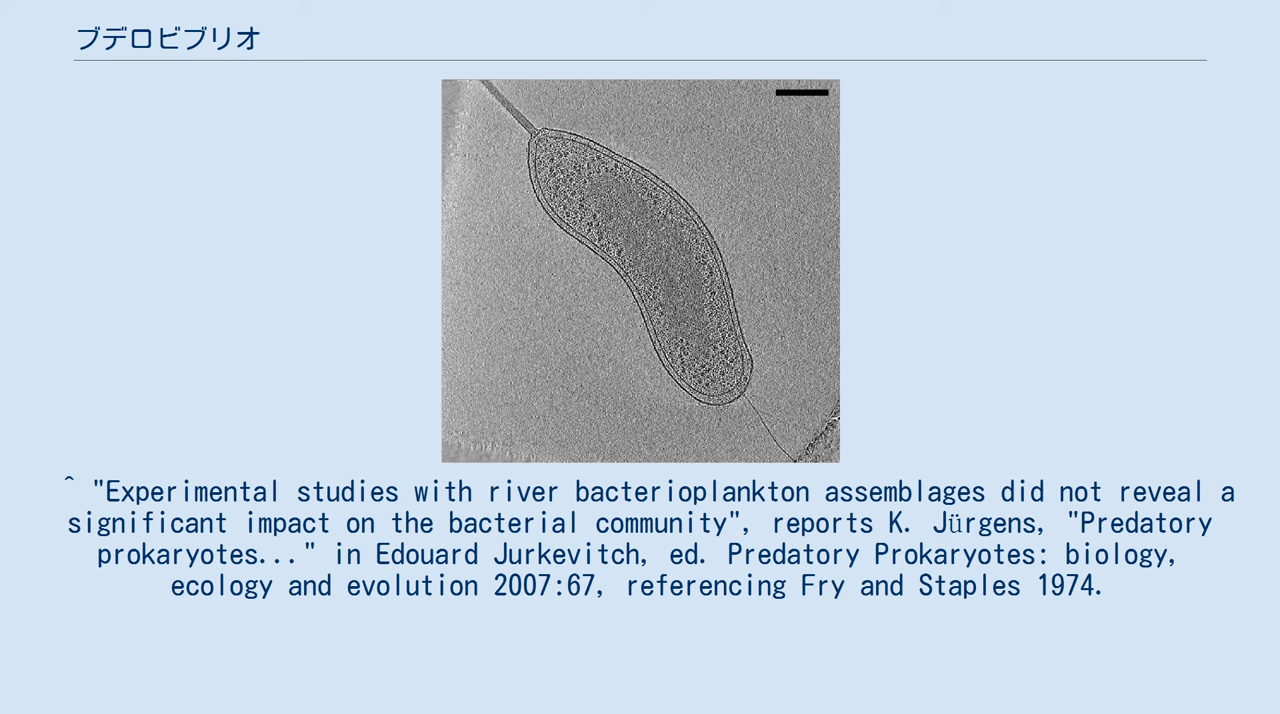 ブデロビブリオ
^ "Experimental studies with river bacterioplankton assemblages did not reveal a
significant impact on the bacterial community", reports K. Jürgens, "Predatory
prokaryotes..." in Edouard Jurkevitch, ed. Predatory Prokaryotes: biology,
ecology and evolution 2007:67, referencing Fry and Staples 1974.